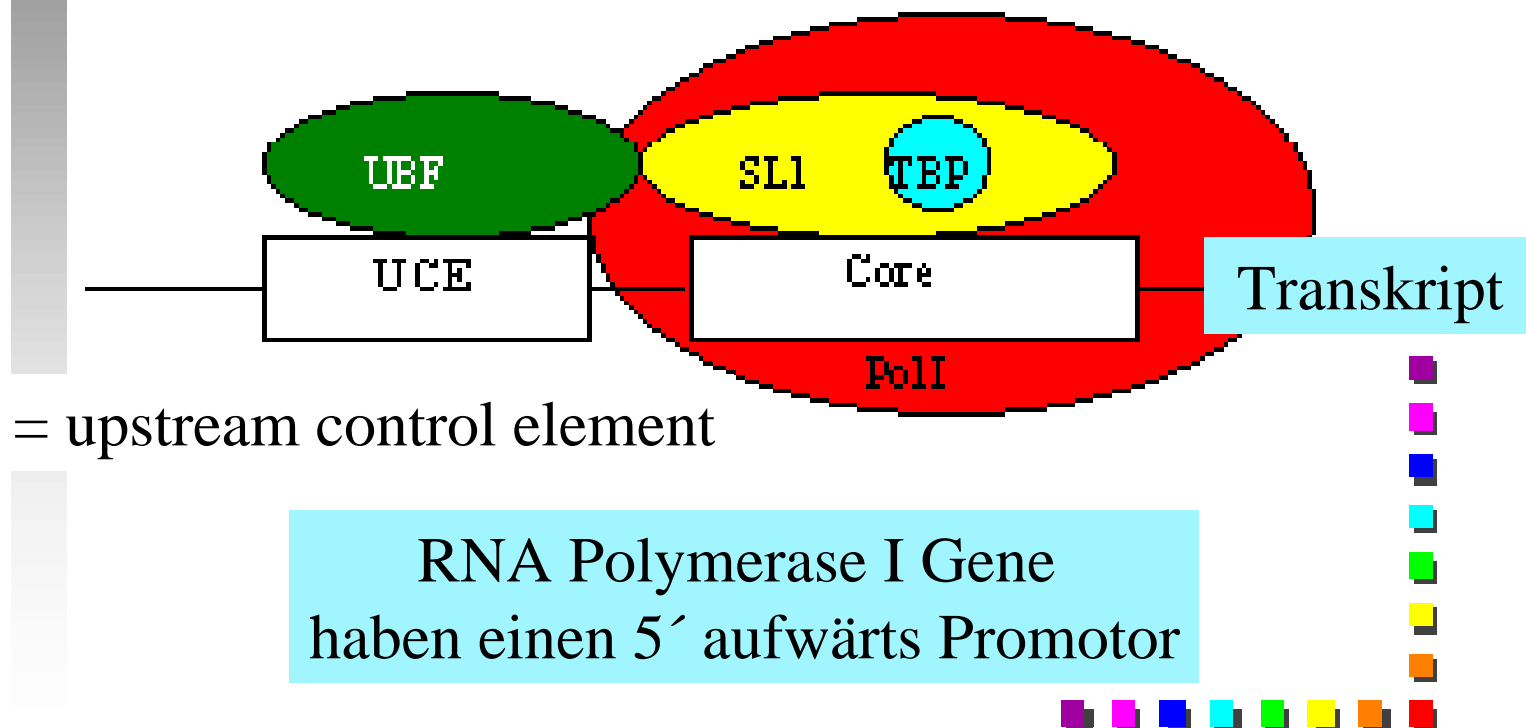 UBF SL1 TBP
UCE Core
Transkript
PolI
= upstream control element
RNA Polymerase I Gene
haben einen 5´ aufwärts Promotor